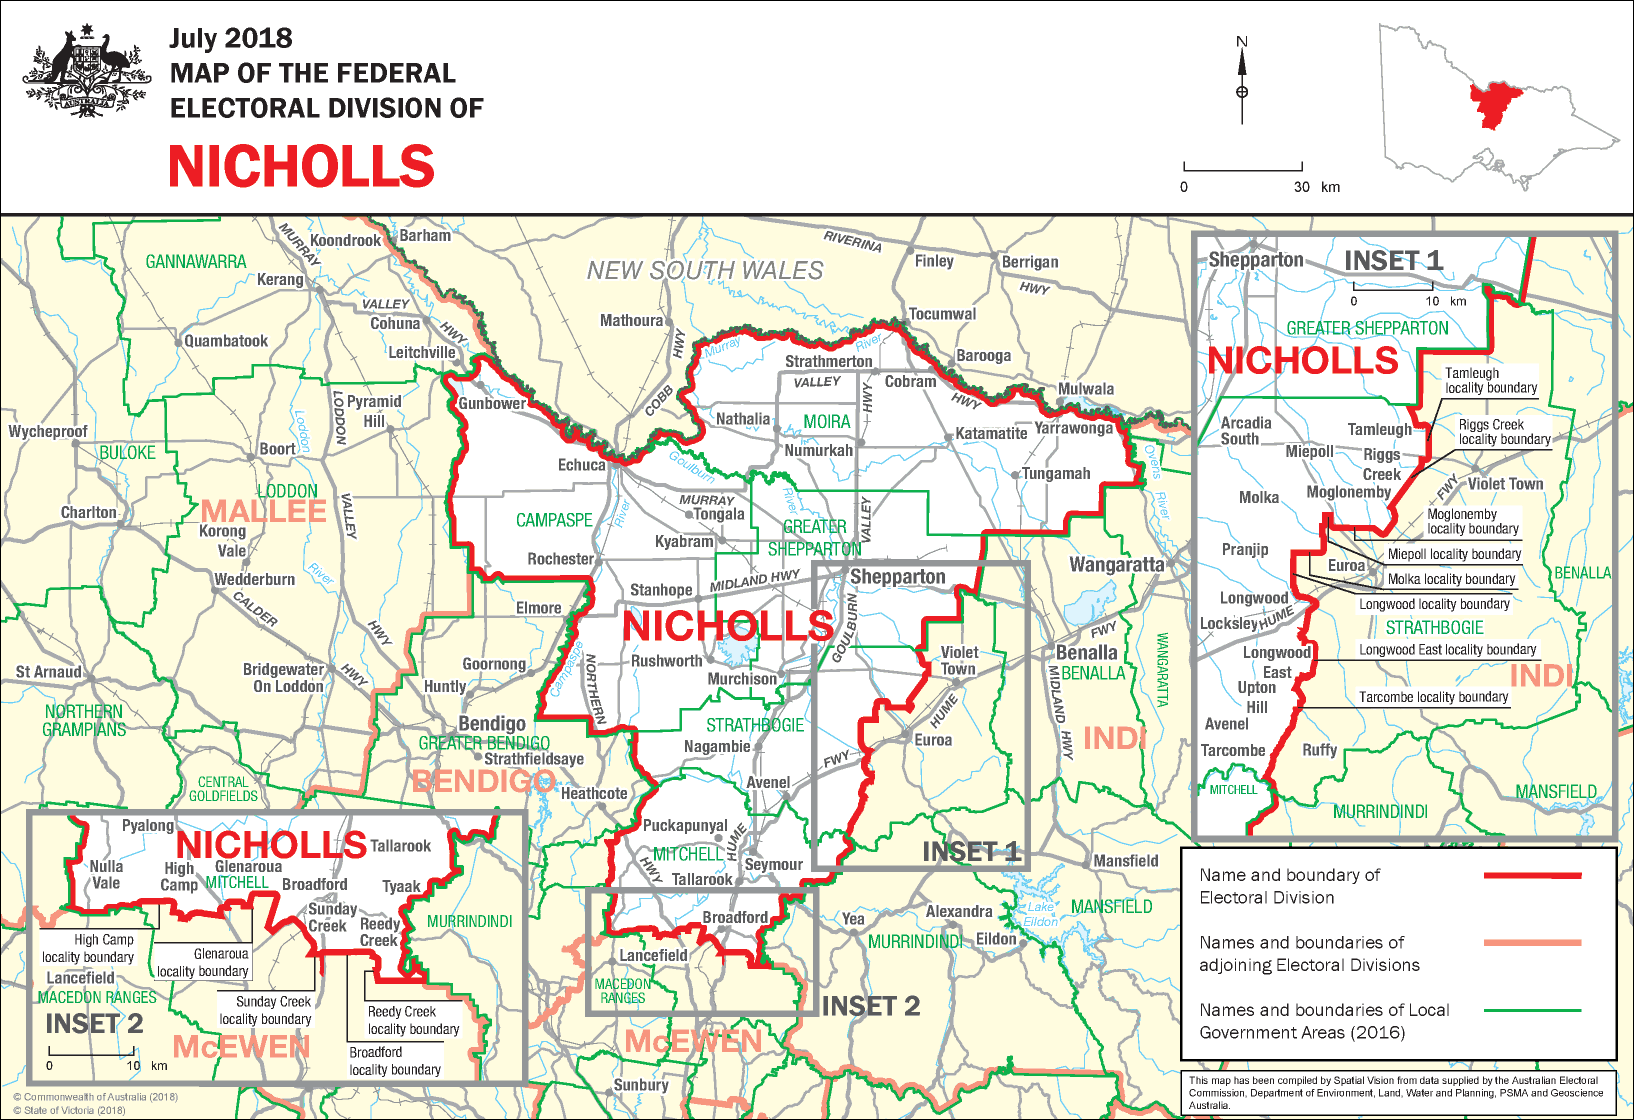 July 2018
MAP OF THE FEDERAL
ELECTORAL DIVISION OF
NICHOLLS
AUSTRALIA
N
0 30 km
GANNAWARRA
MURRAY
Koondrook
Barham
Kerang
VALLEY
HWY
Cohuna
Leitchville
Quambatook
NEW SOUTH WALES
RIVERINA
HWY
Finley
Berrigan
Mathoura
COBB
HWY
Tocumwal
Murray
River
Strathmerton
Barooga
VALLEY
HWY
Cobram
HWY
Mulwala
Gunbower
Pyramid
Hill
LODDON
Loddon
Wycheproof
BULOKE
Boort
LODDON
MALLEE
VALLEY
Charlton
Korong
Vale
River
Wedderburn
CALDER
HWY
HWY
Nathalia
MOIRA
Katamatite
Yarrawonga
Numurkah
Tungamah
Echuca
Goulburn
River
MURRAY
Tongala
VALLEY
GREATER
SHEPPARTON
CAMPASPE
River
Kyabram
Rochester
Ovens
River
Wangaratta
Stanhope
MIDLAND HWY
Shepparton
NICHOLLS
Elmore
GOULBURN
Rushworth
Murchison
Violet
Town
FWY
Benalla
BENALLA
WANGARATTA
St Arnaud
Bridgewater
On Loddon
Goornong
Huntly
Campaspe
NORTHERN
Bendigo
GREATER BENDIGO
Strathfieldsaye
BENDIGO
NORTHERN
GRAMPIANS
CENTRAL
GOLDFIELDS
STRATHBOGIE
Nagambie
HUME
Euroa
FWY
MIDLAND HWY
INDI
Avenel
Heathcote
Puckapunyal
MITCHELL
HUME
HWY
Seymour
Tallarook
INSET 1
Mansfield
Broadford
Yea
Alexandra
Lake
Eildon
MANSFIELD
MURRINDINDI
Eildon
Lancefield
MACEDON
RANGES
INSET 2
McEWEN
Sunbury
Shepparton
INSET 1
0 10 km
GREATER SHEPPARTON
NICHOLLS
Tamleugh
locality boundary
Arcadia
South
Tamleugh
Riggs Creek
locality boundary
Miepoll
Riggs
Creek
FWY
Violet Town
Molka
Moglonemby
Moglonemby
locality boundary
Pranjip
Miepoll locality boundary
Euroa
Molka locality boundary
BENALLA
Longwood
Longwood locality boundary
Locksley
HUME
STRATHBOGIE
Longwood
East
Longwood East locality boundary
INDI
Upton
Hill
Tarcombe locality boundary
Avenel
Tarcombe
Ruffy
MITCHELL
MANSFIELD
MURRINDINDI
Pyalong
NICHOLLS
Tallarook
Nulla
Vale
High
Camp
Glenaroua
MITCHELL
Broadford
Tyaak
Sunday
Creek
Reedy
Creek
MURRINDINDI
High Camp
locality boundary
Glenaroua
locality boundary
Lancefield
MACEDON RANGES
Sunday Creek
locality boundary
Reedy Creek
locality boundary
INSET 2
McEWEN
Broadford
locality boundary
0 10 km
Name and boundary of
Electoral Division
Names and boundaries of
adjoining Electoral Divisions
Names and boundaries of Local
Government Areas (2016)
This map has been compiled by Spatial Vision from data supplied by the Australian Electoral
Commission, Department of Environment, Land, Water and Planning, PSMA and Geoscience
Australia.
© Commonwealth of Australia (2018)
© State of Victoria (2018)